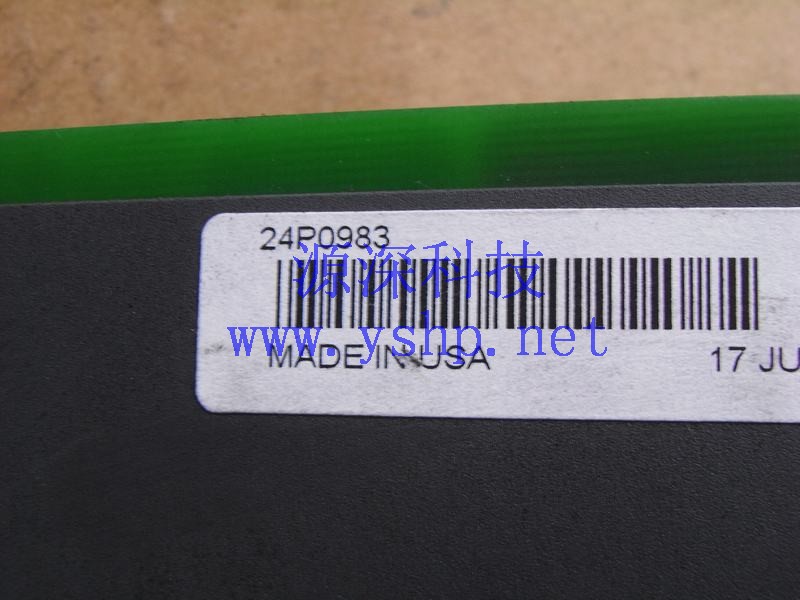 24P0983
源深科技
www.yshp.net
MADE IN USA
17 JU